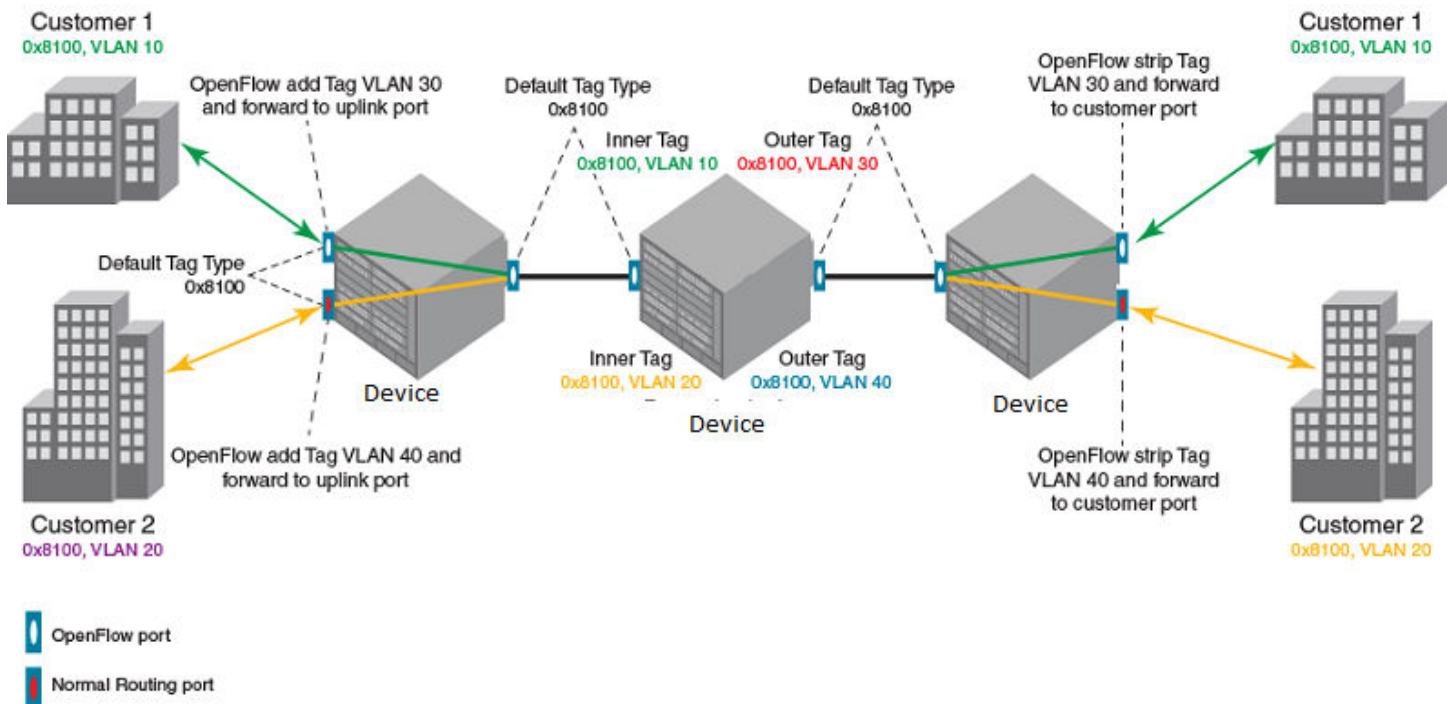 Customer 1
0x8100, VLAN 10
OpenFlow add Tag VLAN 30
and forward to uplink port
Default Tag Type
0x8100
Default Tag Type
0x8100
OpenFlow strip Tag
VLAN 30 and forward
to customer port
Customer 1
0x8100, VLAN 10
Inner Tag
0x8100, VLAN 10
Outer Tag
0x8100, VLAN 30
Default Tag Type
0x8100
Inner Tag
0x8100, VLAN 20
Outer Tag
0x8100, VLAN 40
Device
Device
Device
OpenFlow add Tag VLAN 40 and
forward to uplink port
OpenFlow strip Tag
VLAN 40 and forward
to customer port
Customer 2
0x8100, VLAN 20
Customer 2
0x8100, VLAN 20
OpenFlow port
Normal Routing port